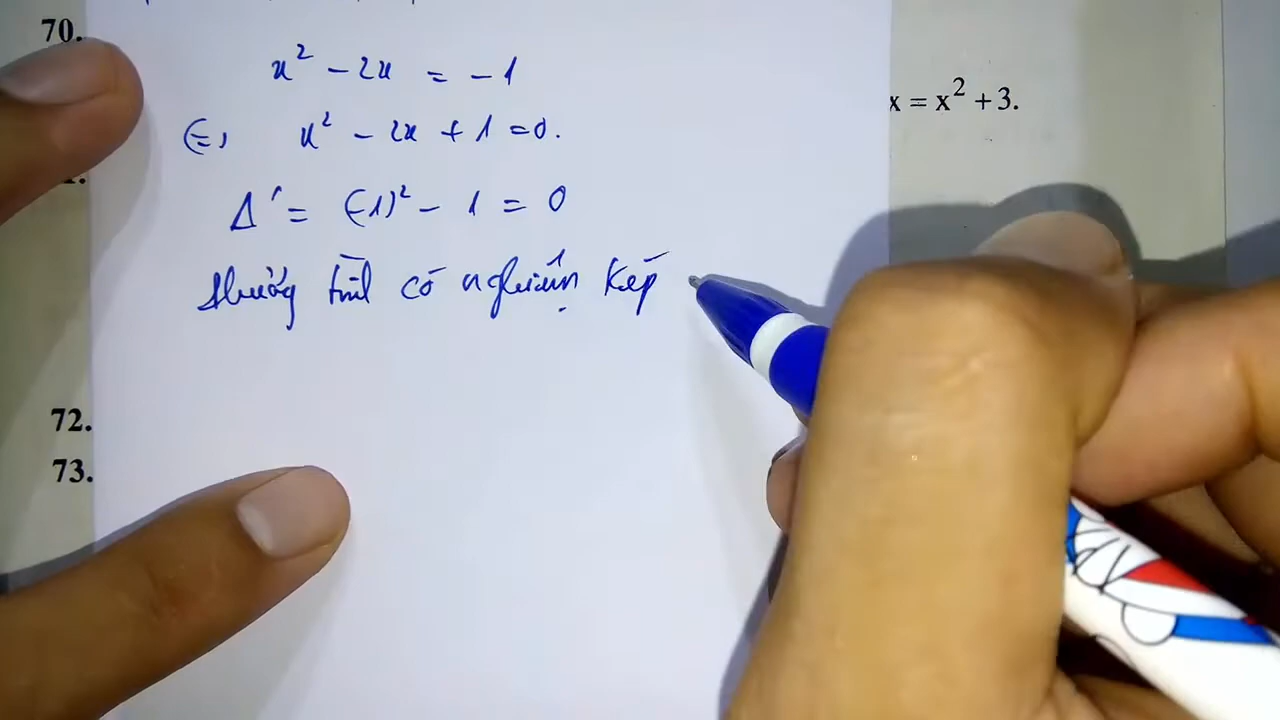 70.
x² - 2x = -1
(=) x² - 2x + 1 = 0.
x = x² + 3.
Δ' = (-1)² - 1 = 0
Phương trình có nghiệm kép
72.
73.